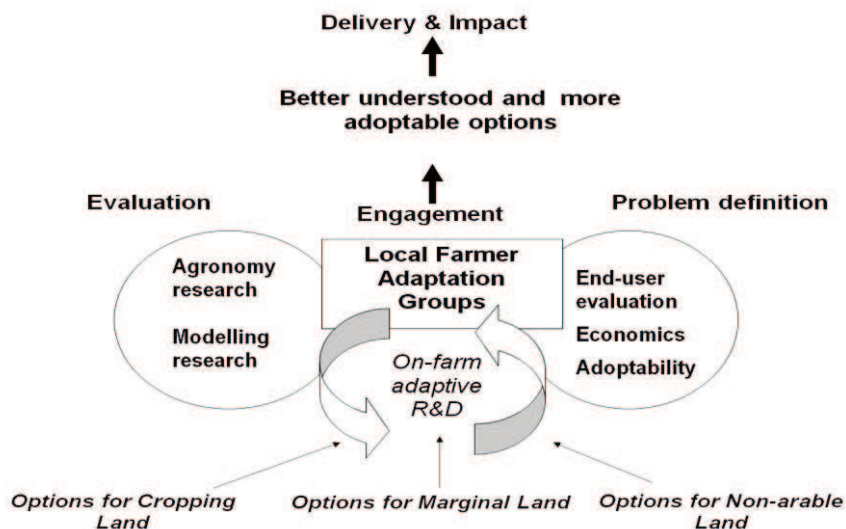 Delivery & Impact
Better understood and more
adoptable options
Evaluation
Engagement
Problem definition
Local Farmer
Adaptation
Groups
Agronomy
research
Modelling
research
End-user
evaluation
Economics
Adoptability
On-farm
adaptive
R&D
Options for Cropping
Land
Options for Marginal Land
Options for Non-arable
Land